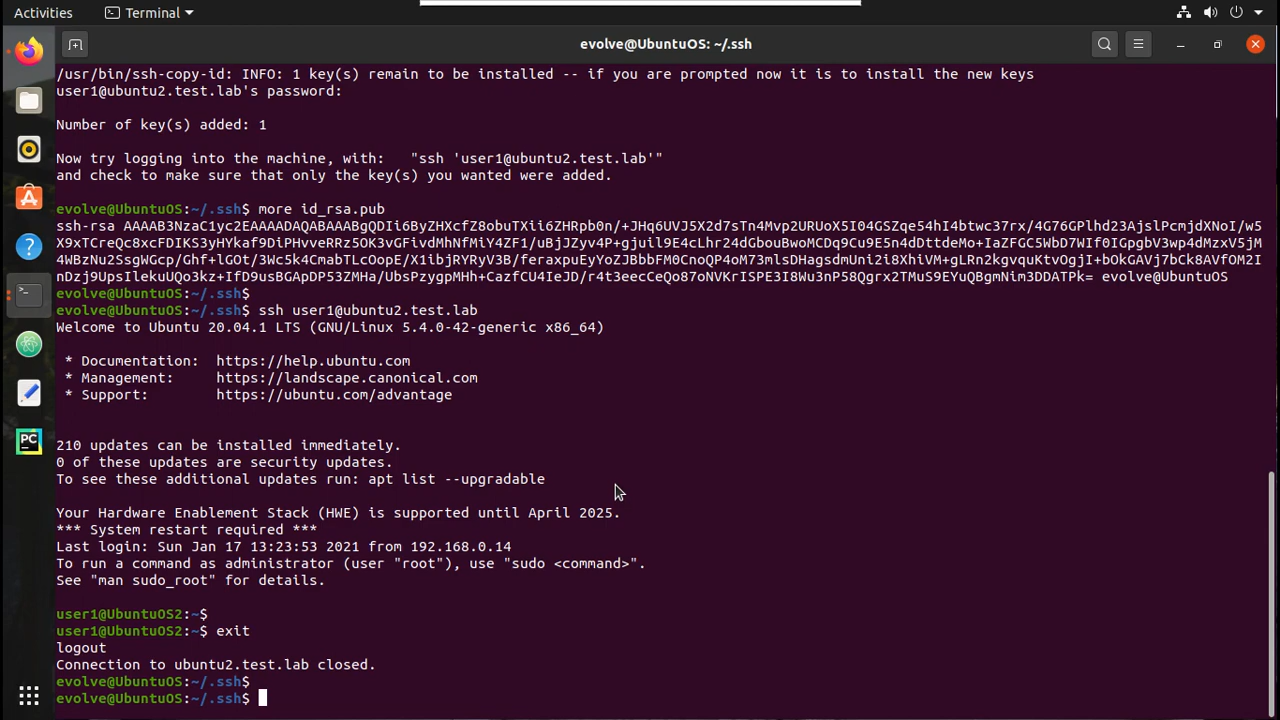 Activities
Terminal
evolve@UbuntuOS: ~/.ssh
/usr/bin/ssh-copy-id: INFO: 1 key(s) remain to be installed -- if you are prompted now it is to install the new keys
user1@ubuntu2.test.lab's password:
Number of key(s) added: 1
Now try logging into the machine, with:   "ssh 'user1@ubuntu2.test.lab'"
and check to make sure that only the key(s) you wanted were added.
evolve@UbuntuOS:~/.ssh$ more id_rsa.pub
ssh-rsa AAAAB3NzaC1yc2EAAAADAQABAAABgQDIi6ByZHXcfZ8obuTXii6ZHRpb0n/+JHq6UVJ5X2d7sTn4Mvp2URUoX5I04GSZqe54hI4btwc37rx/4G76GPlhd23AjslPcmjdXNoI/w5
X9xTCreQc8xcFDIKS3yHYkaf9DiPHvveRRz5OK3vGFivdMhNfMiY4ZF1/uBjJZyv4P+gjuil9E4cLhr24dGbouBwoMCDq9Cu9E5n4dDttdeMo+IaZFGC5WbD7WIf0IGpgbV3wp4dMzxV5jM
4WBzNu2SsgWGcp/Ghf+lGOt/3Wc5k4CmabTLcOopE/X1ibjRYRyV3B/feraxpuEyYoZJBbbFM0CnoQP4oM73mlsDHagsdmUni2i8XhiVM+gLRn2kgvquKtvOgjI+bOkGAVj7bCk8AVfOM2I
nDzj9UpsIlekuUQo3kz+IfD9usBGApDP53ZMHa/UbsPzygpMHh+CazfCU4IeJD/r4t3eecCeQo87oNVKrISPE3I8Wu3nP58Qgrx2TMuS9EYuQBgmNim3DDATPk= evolve@UbuntuOS
evolve@UbuntuOS:~/.ssh$
evolve@UbuntuOS:~/.ssh$ ssh user1@ubuntu2.test.lab
Welcome to Ubuntu 20.04.1 LTS (GNU/Linux 5.4.0-42-generic x86_64)
* Documentation:  https://help.ubuntu.com
* Management:     https://landscape.canonical.com
* Support:        https://ubuntu.com/advantage
210 updates can be installed immediately.
0 of these updates are security updates.
To see these additional updates run: apt list --upgradable
Your Hardware Enablement Stack (HWE) is supported until April 2025.
*** System restart required ***
Last login: Sun Jan 17 13:23:53 2021 from 192.168.0.14
To run a command as administrator (user "root"), use "sudo <command>".
See "man sudo_root" for details.
user1@UbuntuOS2:~$
user1@UbuntuOS2:~$ exit
logout
Connection to ubuntu2.test.lab closed.
evolve@UbuntuOS:~/.ssh$
evolve@UbuntuOS:~/.ssh$